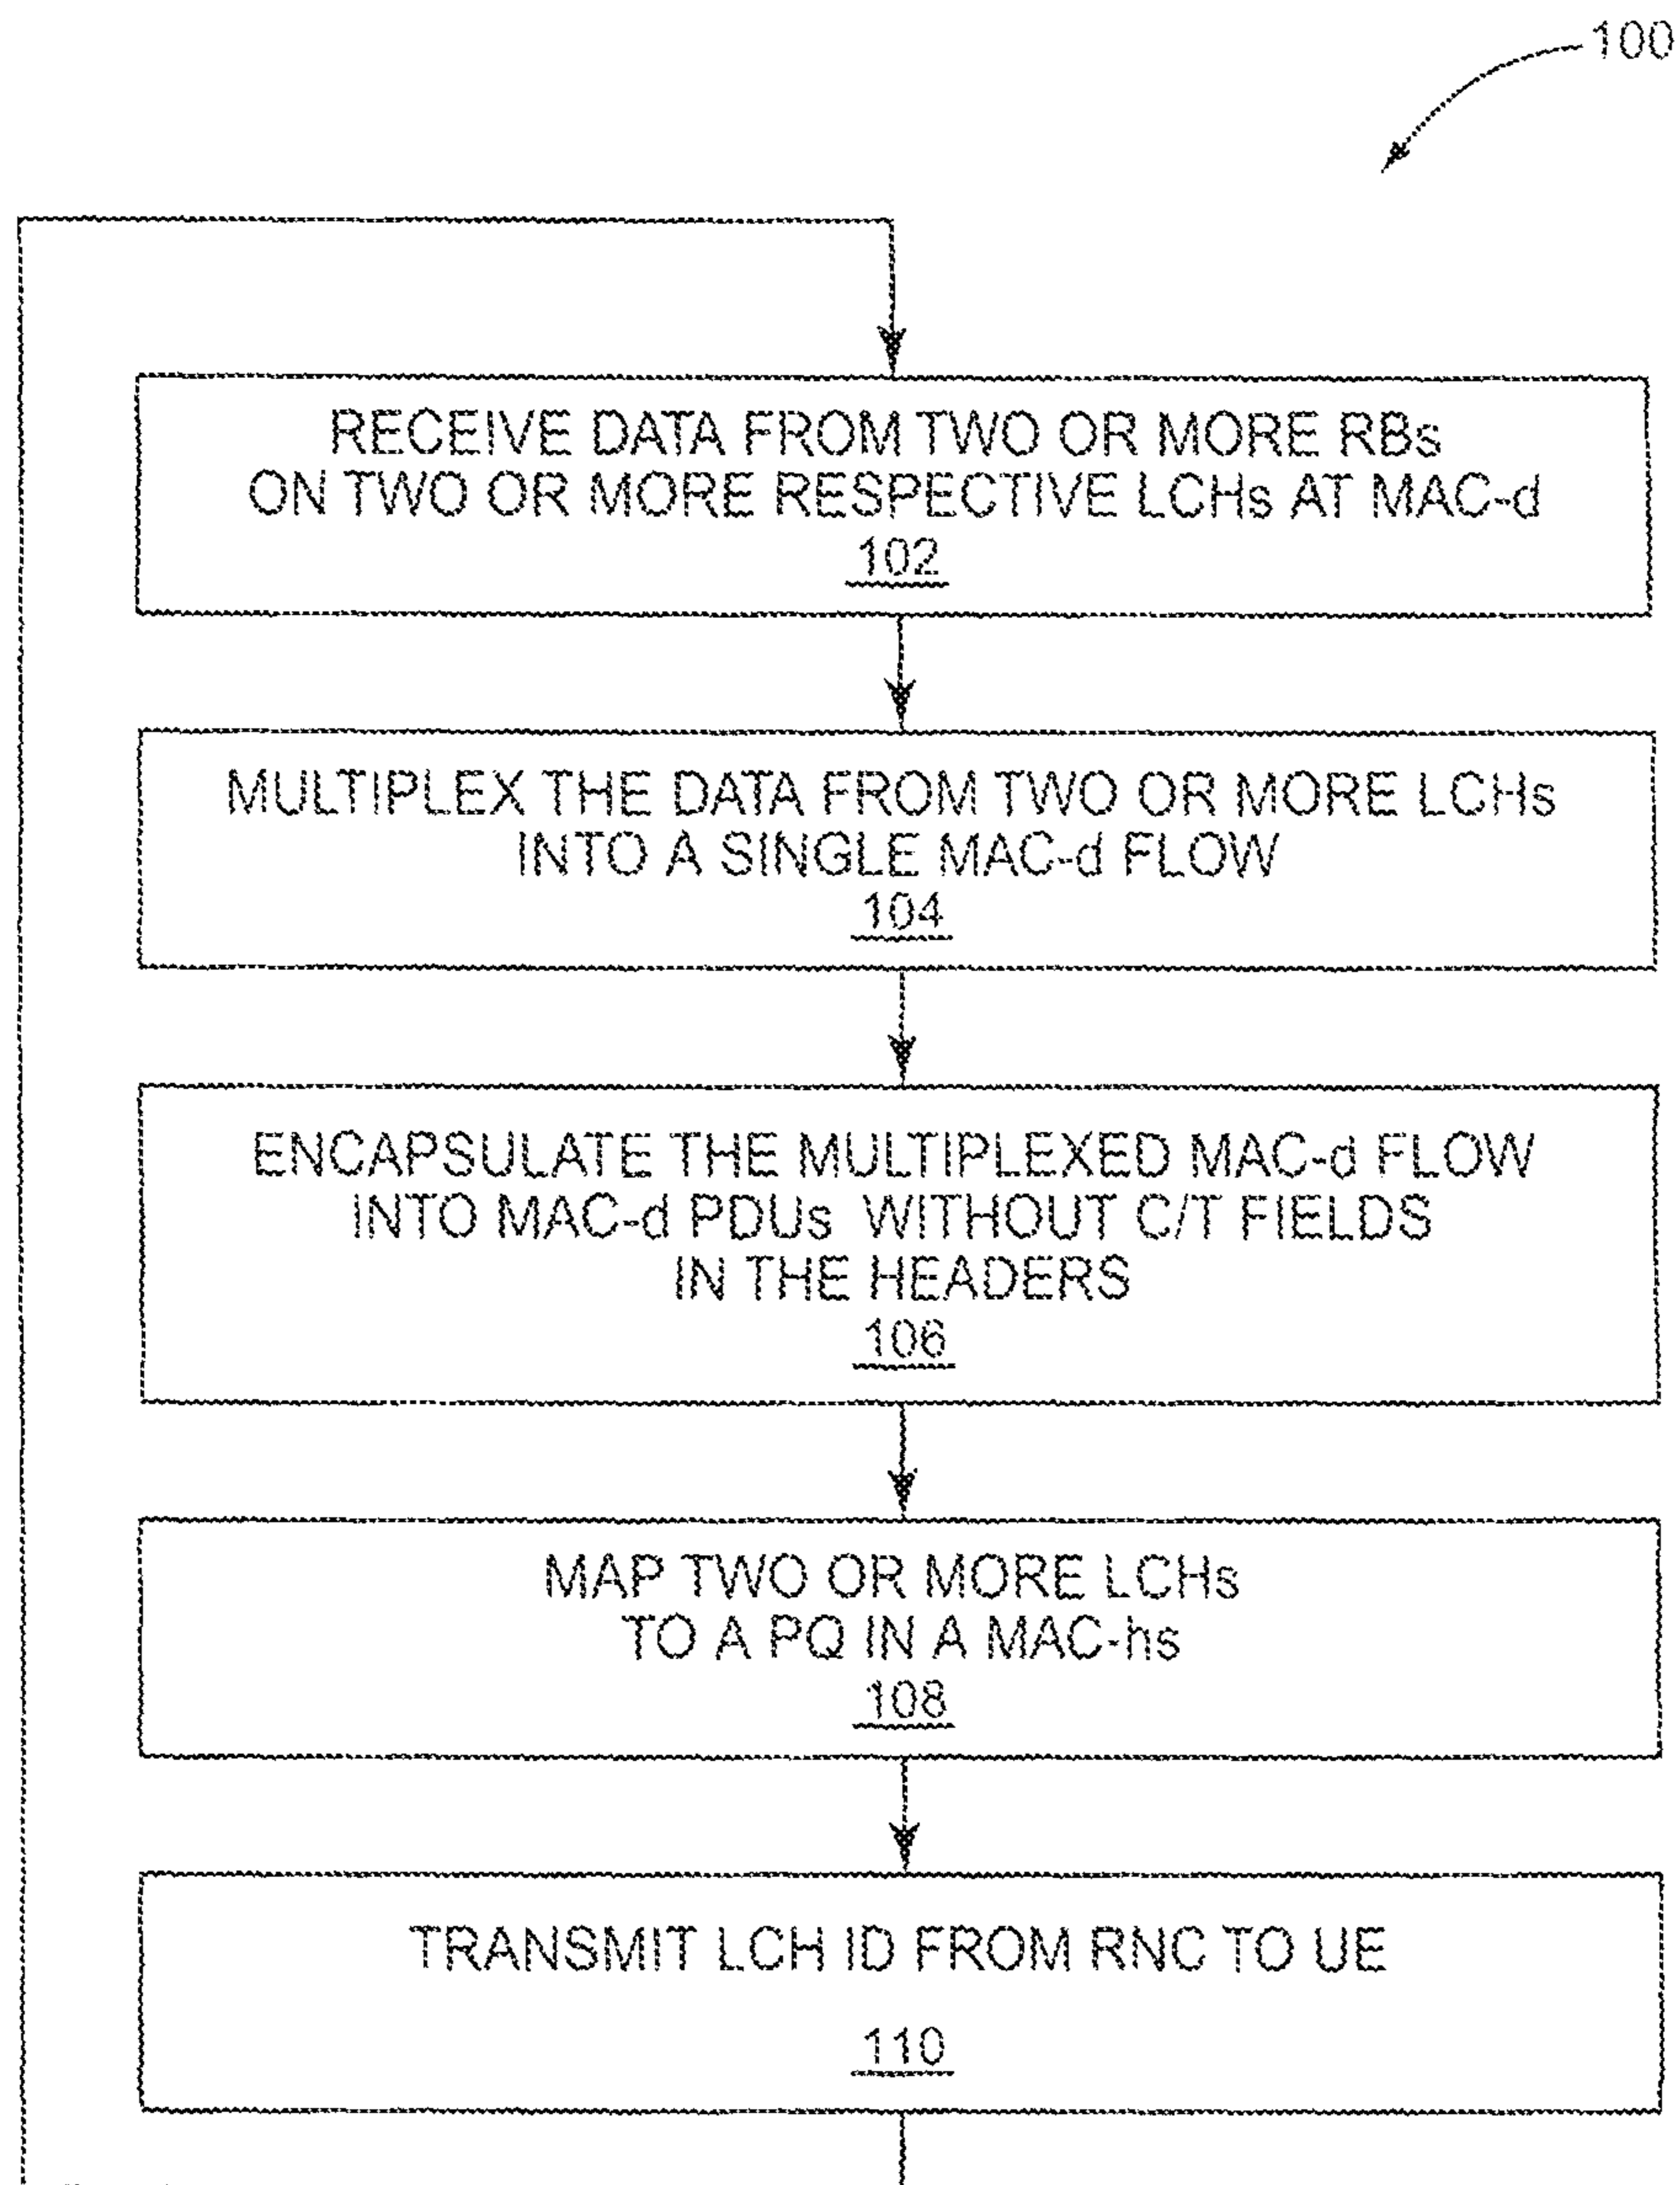 100
RECEIVE DATA FROM TWO OR MORE RBs
ON TWO OR MORE RESPECTIVE LCHs AT MAC-d
102
MULTIPLEX THE DATA FROM TWO OR MORE LCHs
INTO A SINGLE MAC-d FLOW
104
ENCAPSULATE THE MULTIPLEXED MAC-d FLOW
INTO MAC-d PDUs WITHOUT C/T FIELDS
IN THE HEADERS
106
MAP TWO OR MORE LCHs
TO A PQ IN A MAC-hs
108
TRANSMIT LCH ID FROM RNC TO UE
110